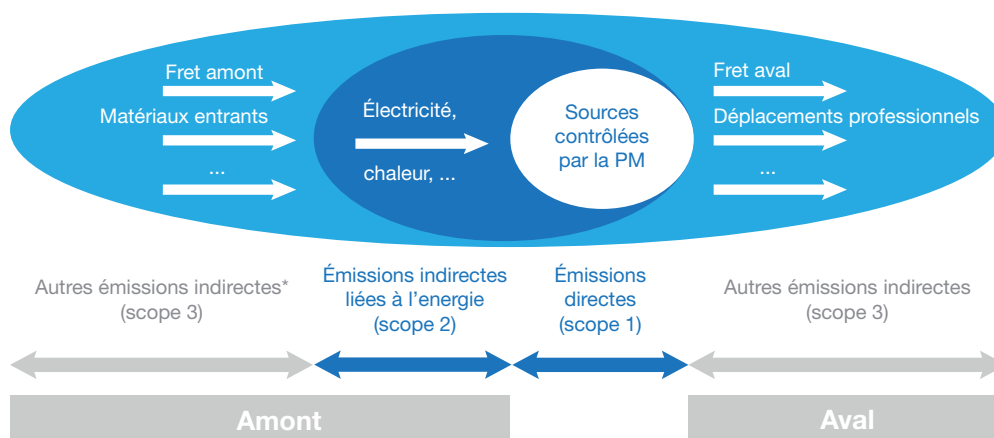 Fret amont
Matériaux entrants
...
Électricité,
chaleur, ...
Sources
contrôlées
par la PM
Fret aval
Déplacements professionnels
...
Autres émissions indirectes*
(scope 3)
Émissions indirectes
liées à l'energie
(scope 2)
Émissions
directes
(scope 1)
Autres émissions indirectes
(scope 3)
Amont
Aval